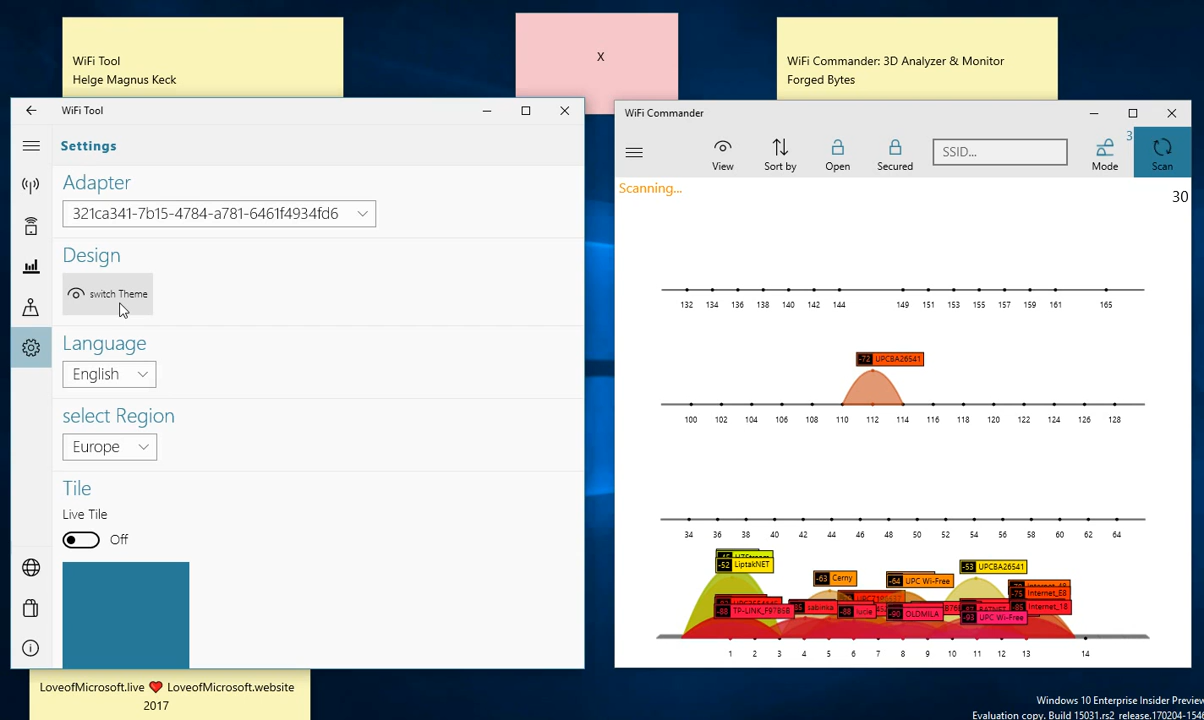 WiFi Tool
Helge Magnus Keck
X
WiFi Commander: 3D Analyzer & Monitor
Forged Bytes
WiFi Tool
Settings
Adapter
321ca341-7b15-4784-a781-6461f4934fd6
Design
switch Theme
Language
English
select Region
Europe
Tile
Live Tile
Off
LoveofMicrosoft.live ❤ LoveofMicrosoft.website
2017
WiFi Commander
View
Sort by
Open
Secured
SSID...
Mode
3
Scan
Scanning...
30
132 134 136 138 140 142 144 149 151 153 155 157 159 161 165
-72 UPCBA26541
100 102 104 106 108 110 112 114 116 118 120 122 124 126 128
34 36 38 40 42 44 46 48 50 52 54 56 58 60 62 64
-52 LiptakNET
-53 UPCBA26541
-63 Cerny
-64 UPC Wi-Free
-75 Internet_E8
sabinka
-88 TP-LINK_F97B5B
-88 lucie
-90 OLDMILA
-93 UPC Wi-Free
Internet_18
1 2 3 4 5 6 7 8 9 10 11 12 13 14
Windows 10 Enterprise Insider Preview
Evaluation copy. Build 15031.rs2_release.170204-1546